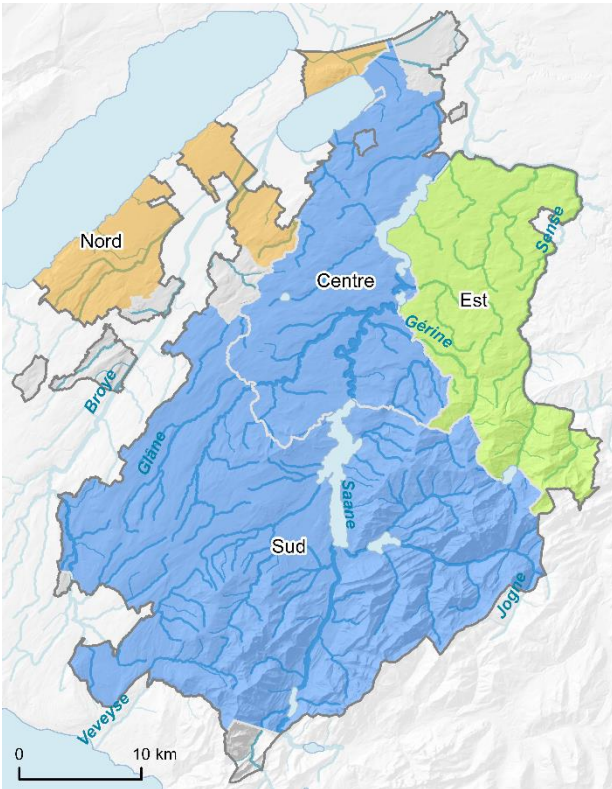 Nord
Sense
Centre
Est
Gérine
Broye
Glâne
Saane
Sud
Jogne
Veveyse
0 10 km